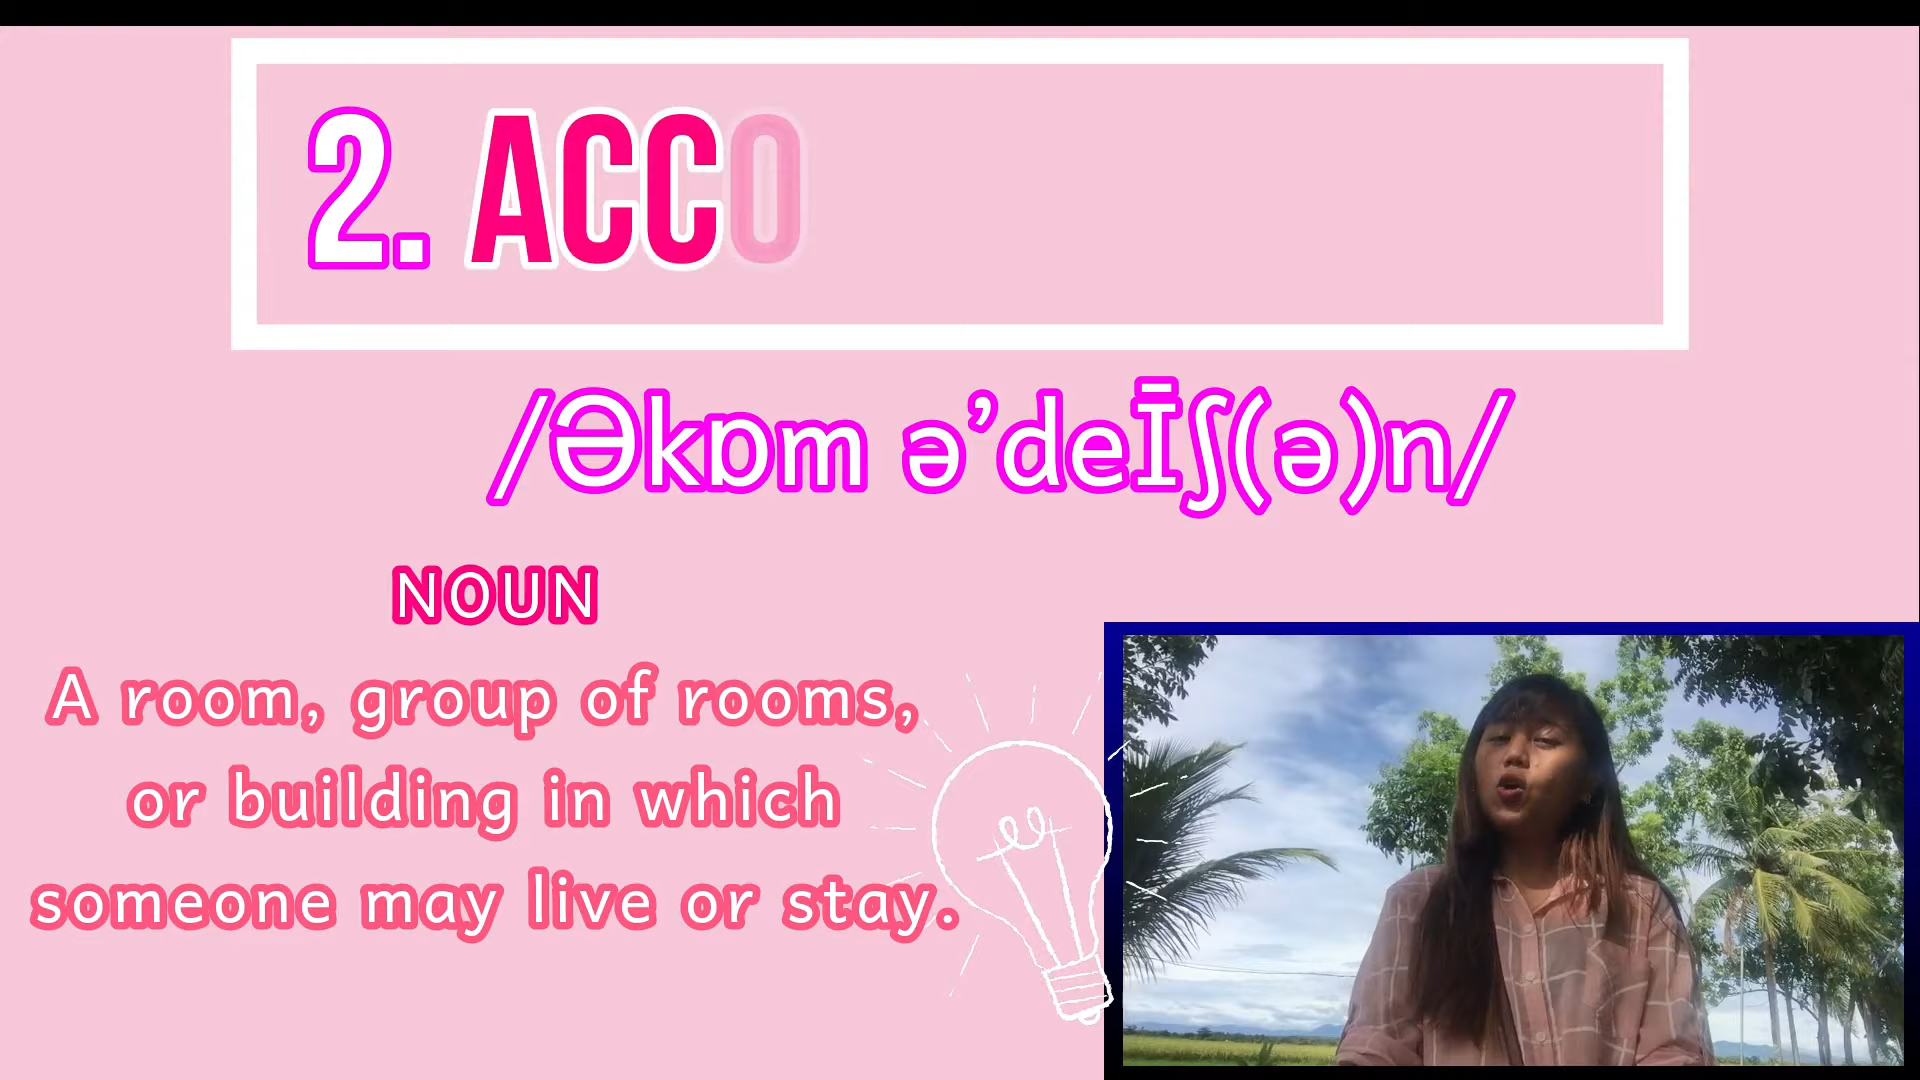 2. ACCO
/Əkɒm ə’deĪʃ(ə)n/
NOUN
A room, group of rooms,
or building in which
someone may live or stay.